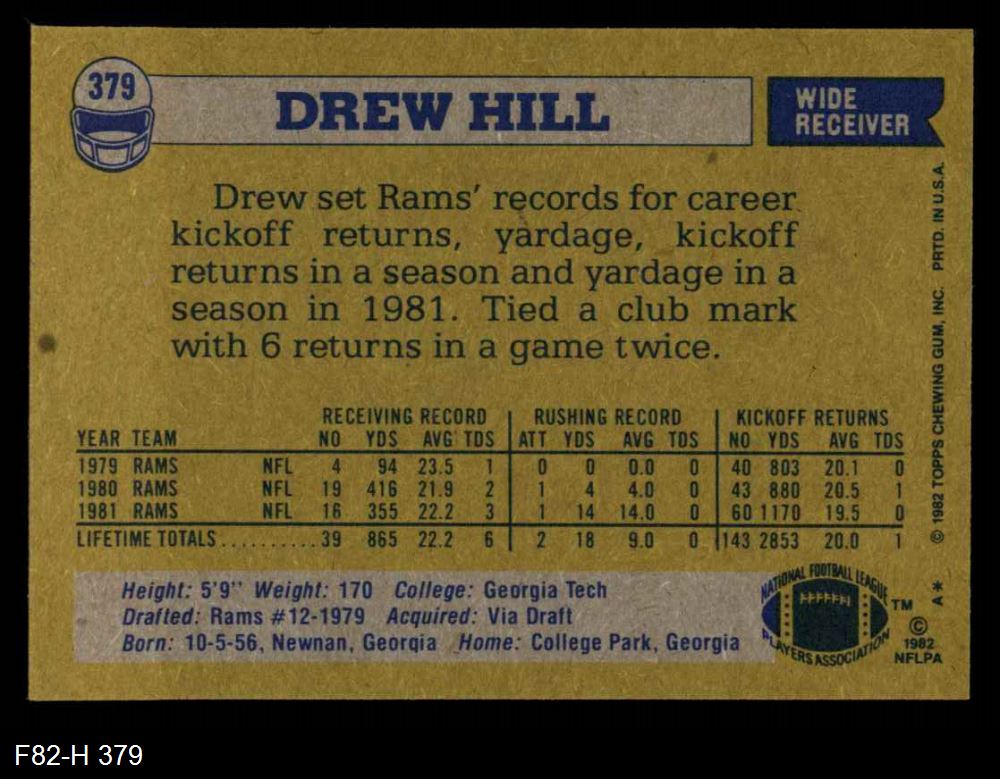 379
DREW HILL
WIDE
RECEIVER
Drew set Rams' records for career
kickoff returns, yardage, kickoff
returns in a season and yardage in a
season in 1981. Tied a club mark
with 6 returns in a game twice.
RECEIVING RECORD RUSHING RECORD KICKOFF RETURNS
YEAR TEAM NO YDS AVG TDS ATT YDS AVG TDS NO YDS AVG TDS
1979 RAMS NFL 4 94 23.5 1 0 0 0.0 0 40 803 20.1 0
1980 RAMS NFL 19 416 21.9 2 1 4 4.0 0 43 880 20.5 1
1981 RAMS NFL 16 355 22.2 3 1 14 14.0 0 60 1170 19.5 0
LIFETIME TOTALS..........39 865 22.2 6 2 18 9.0 0 143 2853 20.0 1
Height: 5'9" Weight: 170 College: Georgia Tech
Drafted: Rams #12-1979 Acquired: Via Draft
Born: 10-5-56, Newnan, Georgia Home: College Park, Georgia
NATIONAL FOOTBALL LEAGUE
PLAYERS ASSOCIATION
TM
©
1982
NFLPA
A * © 1982 TOPPS CHEWING GUM, INC. PRTD. IN U.S.A.
F82-H 379